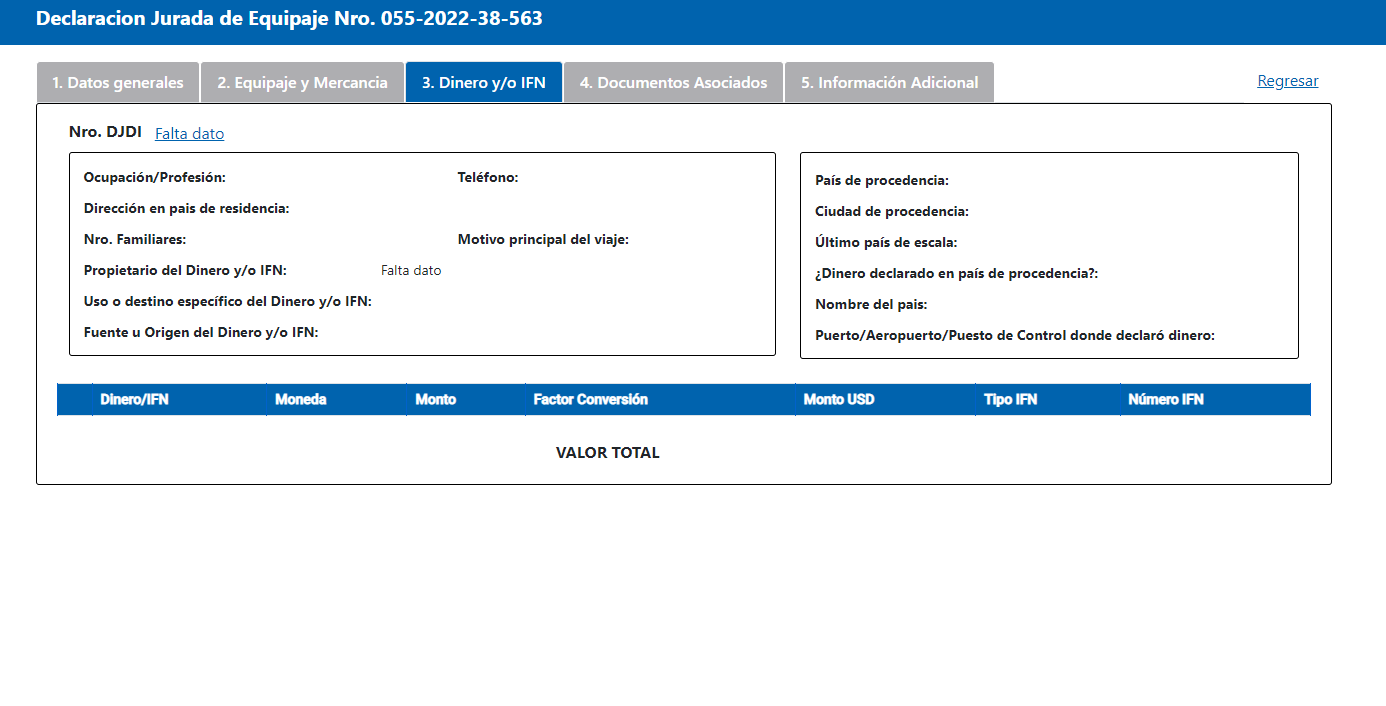 Declaracion Jurada de Equipaje Nro. 055-2022-38-563
1. Datos generales
2. Equipaje y Mercancia
3. Dinero y/o IFN
4. Documentos Asociados
5. Información Adicional
Regresar
Nro. DJDI Falta dato
Ocupación/Profesión:
Teléfono:
Dirección en pais de residencia:
Nro. Familiares:
Motivo principal del viaje:
Propietario del Dinero y/o IFN: Falta dato
Uso o destino específico del Dinero y/o IFN:
Fuente u Origen del Dinero y/o IFN:
País de procedencia:
Ciudad de procedencia:
Último país de escala:
¿Dinero declarado en país de procedencia?:
Nombre del pais:
Puerto/Aeropuerto/Puesto de Control donde declaró dinero:
Dinero/IFN Moneda Monto Factor Conversión Monto USD Tipo IFN Número IFN
VALOR TOTAL